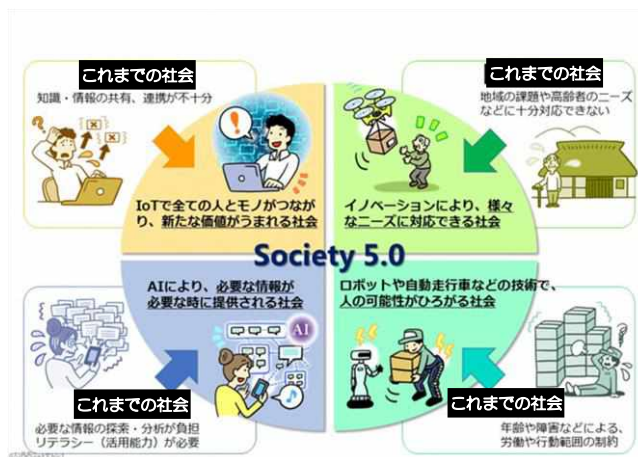 これまでの社会
知識・情報の共有、連携が不十分
これまでの社会
地域の課題や高齢者のニーズ
などに十分対応できない
IoTで全ての人とモノがつなが
り、新たな価値がうまれる社会
イノベーションにより、様々
なニーズに対応できる社会
Society 5.0
AIにより、必要な情報が
必要な時に提供される社会
ロボットや自動走行車などの技術で、
人の可能性がひろがる社会
AI
これまでの社会
必要な情報の探索・分析が負担
リテラシー（活用能力）が必要
これまでの社会
年齢や障害などによる、
労働や行動範囲の制約